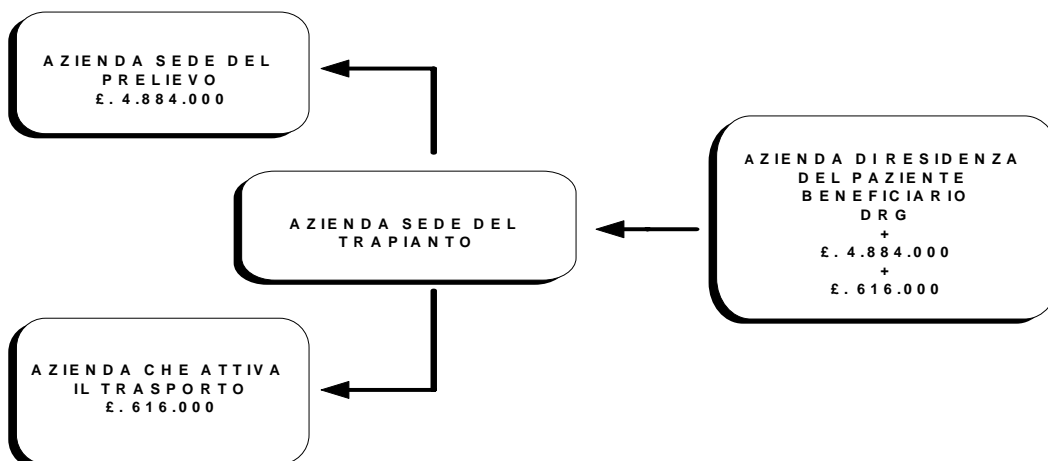 AZIENDA SEDE DEL
PRELIEVO
£. 4.884.000
AZIENDA SEDE DEL
TRAPIANTO
AZIENDA DI RESIDENZA
DEL PAZIENTE
BENEFICIARIO
DRG
+
£. 4.884.000
+
£. 616.000
AZIENDA CHE ATTIVA
IL TRASPORTO
£. 616.000